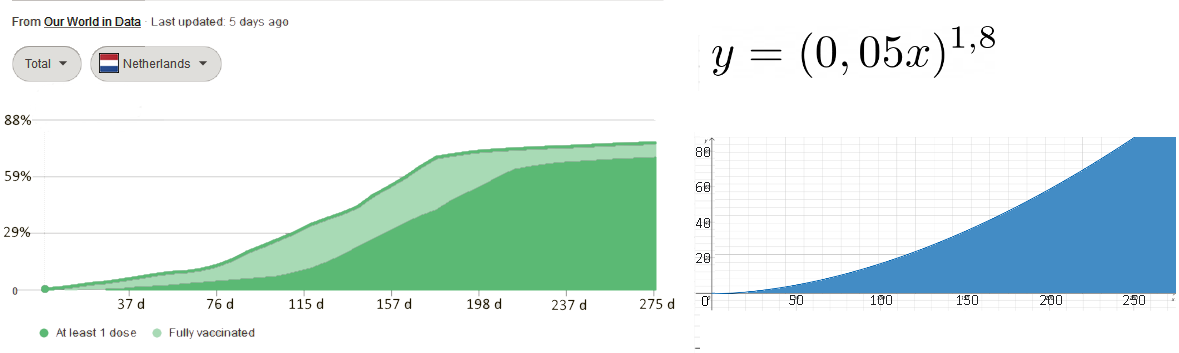 From Our World in Data · Last updated: 5 days ago
Total Netherlands
88%
59%
29%
0
37 d 76 d 115 d 157 d 198 d 237 d 275 d
At least 1 dose Fully vaccinated
y = (0, 05x)^{1,8}
80
60
40
20
0 50 100 150 200 250